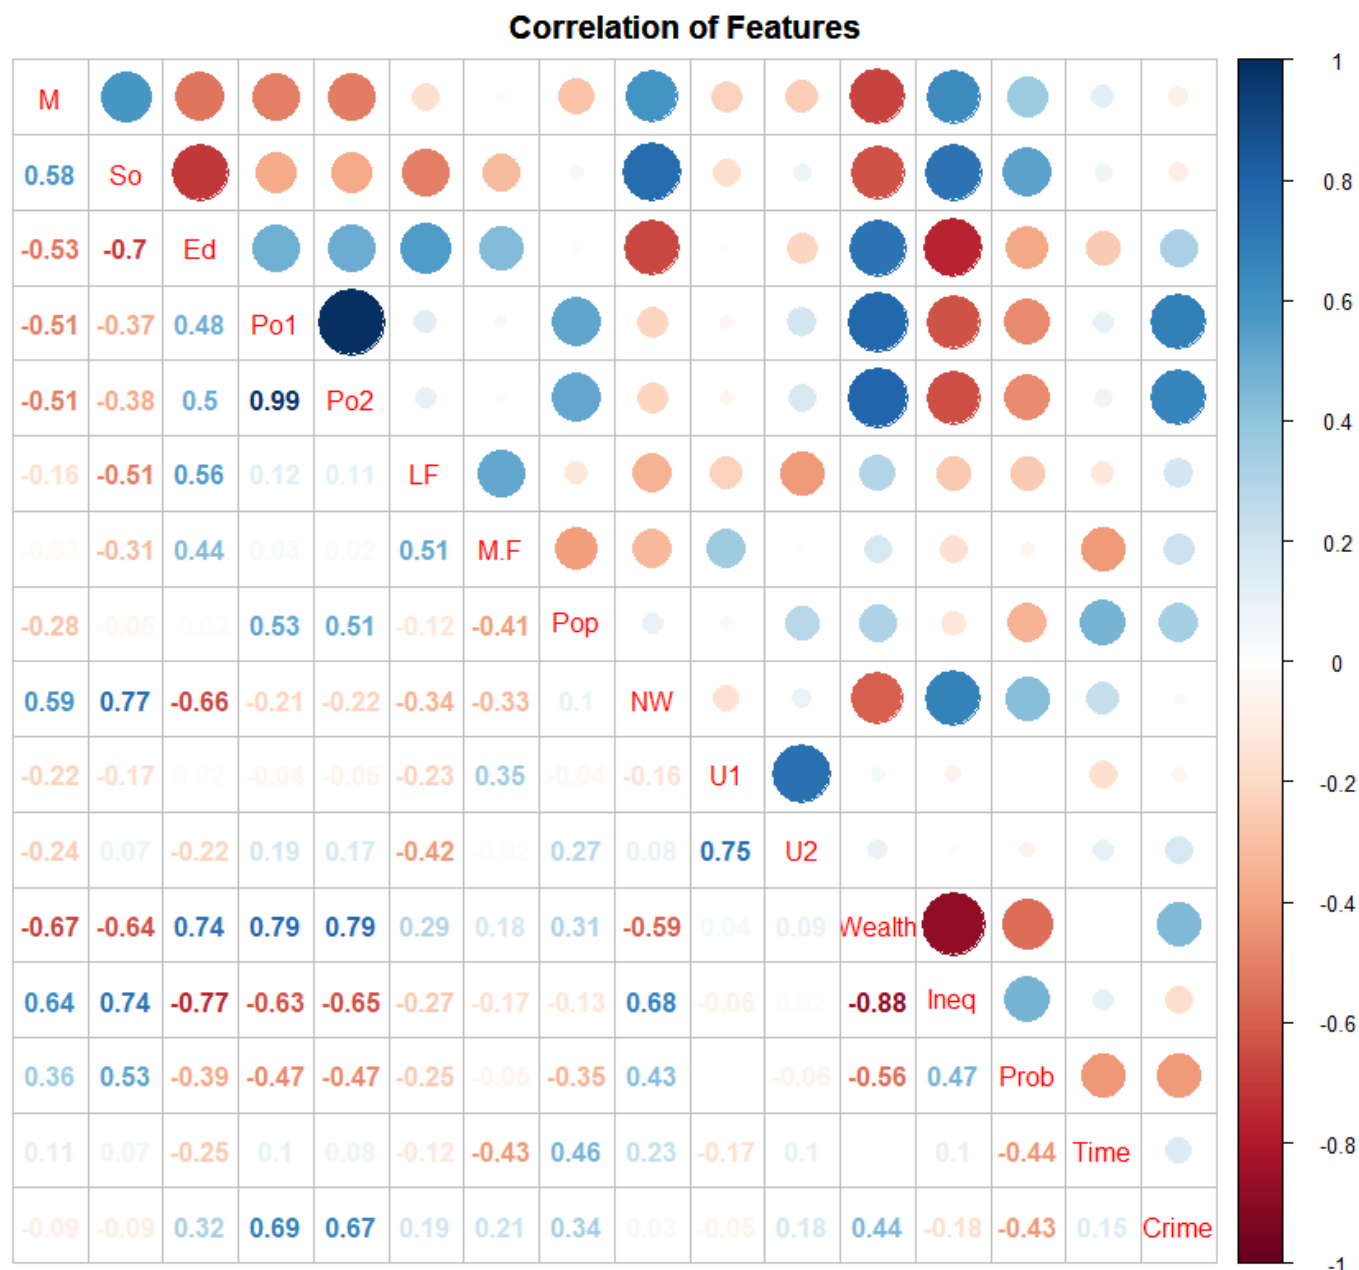 Correlation of Features
M
0.58 So
-0.53 -0.7 Ed
-0.51 -0.37 0.48 Po1
-0.51 -0.38 0.5 0.99 Po2
-0.16 -0.51 0.56 0.12 0.11 LF
-0.03 -0.31 0.44 0.03 0.02 0.51 M.F
-0.28 -0.05 -0.02 0.53 0.51 -0.12 -0.41 Pop
0.59 0.77 -0.66 -0.21 -0.22 -0.34 -0.33 0.1 NW
-0.22 -0.17 0.02 -0.04 -0.05 -0.23 0.35 -0.04 -0.16 U1
-0.24 0.07 -0.22 0.19 0.17 -0.42 -0.02 0.27 0.08 0.75 U2
-0.67 -0.64 0.74 0.79 0.79 0.29 0.18 0.31 -0.59 0.04 0.09 Wealth
0.64 0.74 -0.77 -0.63 -0.65 -0.27 -0.17 -0.13 0.68 -0.06 0.02 -0.88 Ineq
0.36 0.53 -0.39 -0.47 -0.47 -0.25 -0.05 -0.35 0.43 -0.06 -0.56 0.47 Prob
0.11 0.07 -0.25 0.1 0.08 -0.12 -0.43 0.46 0.23 -0.17 0.1 0.1 -0.44 Time
-0.09 -0.09 0.32 0.69 0.67 0.19 0.21 0.34 0.03 -0.05 0.18 0.44 -0.18 -0.43 0.15 Crime
1
0.8
0.6
0.4
0.2
0
-0.2
-0.4
-0.6
-0.8
-1